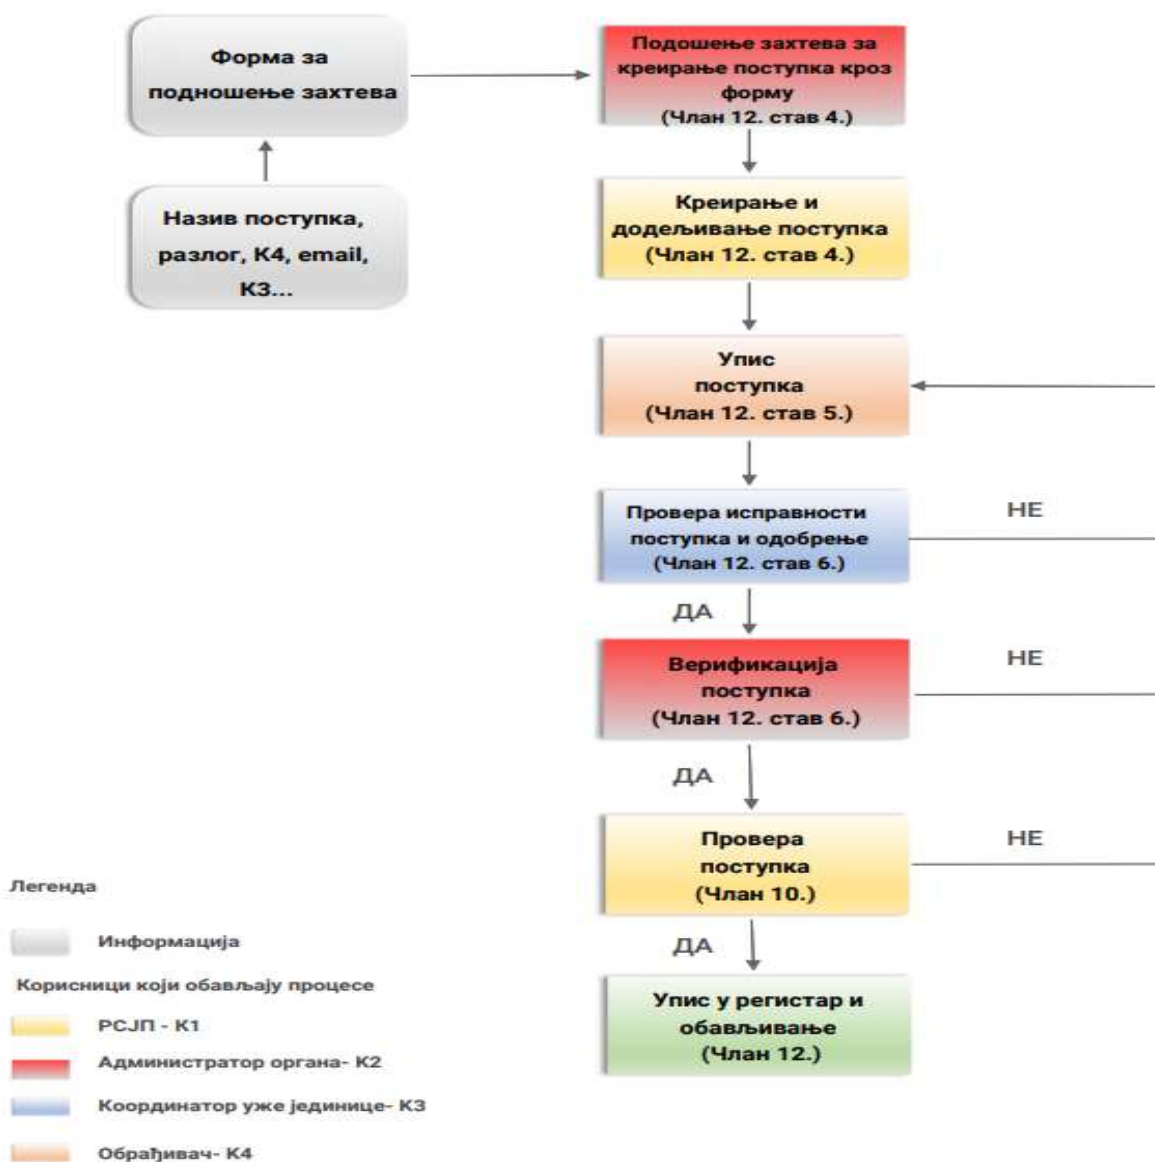 Форма за
подношење захтева
Назив поступка,
разлог, К4, email,
К3...
Подошење захтева за
креирање поступка кроз
форму
(Члан 12. став 4.)
Креирање и
додељивање поступка
(Члан 12. став 4.)
Упис
поступка
(Члан 12. став 5.)
Провера исправности
поступка и одобрење
(Члан 12. став 6.)
НЕ
ДА
Верификација
поступка
(Члан 12. став 6.)
НЕ
ДА
Провера
поступка
(Члан 10.)
НЕ
ДА
Упис у регистар и
обављивање
(Члан 12.)
Легенда
Информација
Корисници који обављају процесе
РСЈП - К1
Администратор органа- К2
Координатор уже јединице- К3
Обрађивач- К4